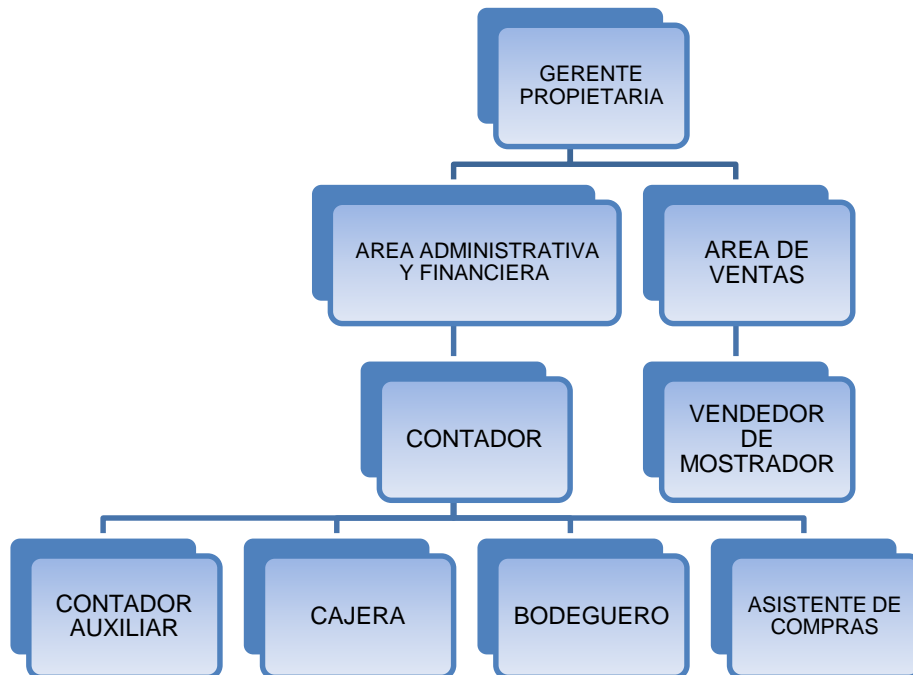 GERENTE
PROPIETARIA
AREA ADMINISTRATIVA
Y FINANCIERA
AREA DE
VENTAS
CONTADOR
VENDEDOR
DE
MOSTRADOR
CONTADOR
AUXILIAR
CAJERA
BODEGUERO
ASISTENTE DE
COMPRAS